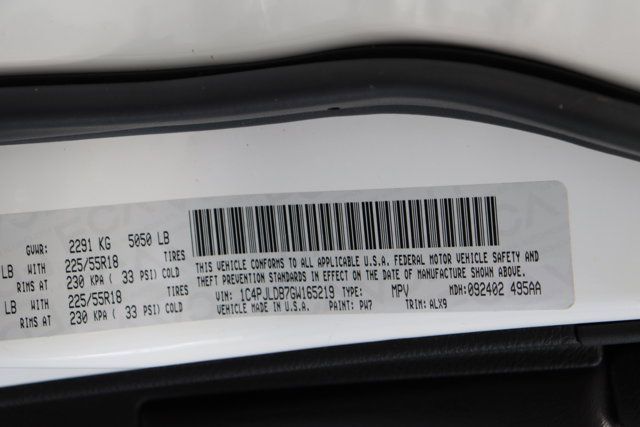 GVWR: 2291 KG 5050 LB
LB WITH 225/55R18 TIRES
RIMS AT 230 KPA ( 33 PSI) COLD
LB WITH 225/55R18 TIRES
RIMS AT 230 KPA ( 33 PSI) COLD
THIS VEHICLE CONFORMS TO ALL APPLICABLE U.S.A. FEDERAL MOTOR VEHICLE SAFETY AND
THEFT PREVENTION STANDARDS IN EFFECT ON THE DATE OF MANUFACTURE SHOWN ABOVE.
VIN: 1C4PJLDB7GW165219 TYPE: MPV MDH: 092402 495AA
VEHICLE MADE IN U.S.A. PAINT: PW7 TRIM: ALX9